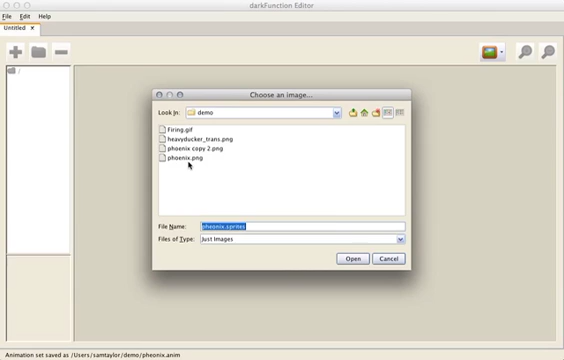 darkFunction Editor
File Edit Help
Untitled ×
/
Choose an image...
Look In: demo
Firing.gif
heavyducker_trans.png
phoenix copy 2.png
phoenix.png
File Name: pheonix.sprites
Files of Type: Just Images
Open Cancel
Animation set saved as /Users/samtaylor/demo/pheonix.anim